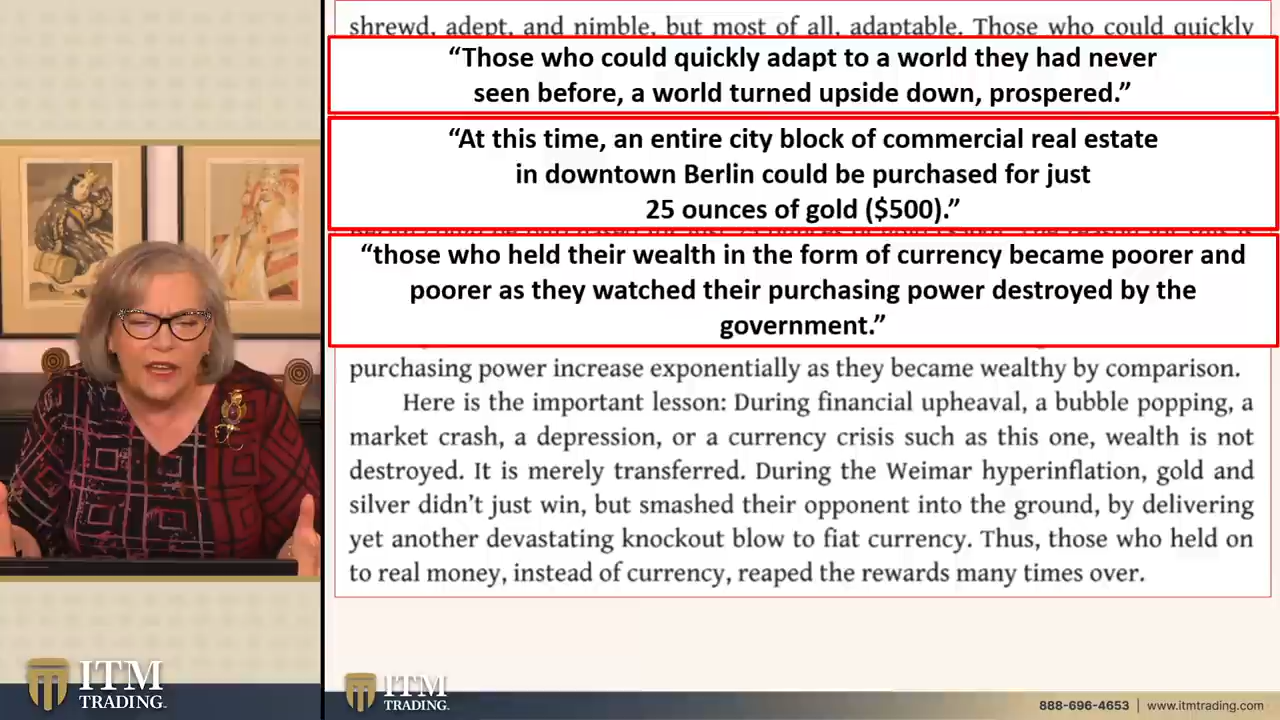 shrewd, adept, and nimble, but most of all, adaptable. Those who could quickly
“Those who could quickly adapt to a world they had never
seen before, a world turned upside down, prospered.”
“At this time, an entire city block of commercial real estate
in downtown Berlin could be purchased for just
25 ounces of gold ($500).”
“those who held their wealth in the form of currency became poorer and
poorer as they watched their purchasing power destroyed by the
government.”
purchasing power increase exponentially as they became wealthy by comparison.
Here is the important lesson: During financial upheaval, a bubble popping, a
market crash, a depression, or a currency crisis such as this one, wealth is not
destroyed. It is merely transferred. During the Weimar hyperinflation, gold and
silver didn’t just win, but smashed their opponent into the ground, by delivering
yet another devastating knockout blow to fiat currency. Thus, those who held on
to real money, instead of currency, reaped the rewards many times over.
ITM
TRADING
ITM
TRADING
888-696-4653 | www.itmtrading.com